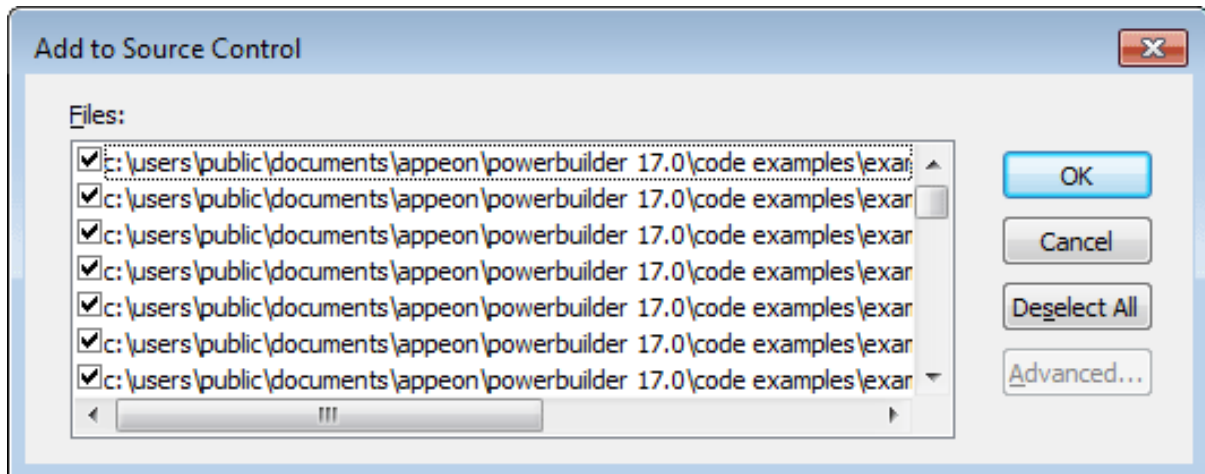 Add to Source Control
Files:
c:\users\public\documents\appeon\powerbuilder 17.0\code examples\exar
c:\users\public\documents\appeon\powerbuilder 17.0\code examples\exar
c:\users\public\documents\appeon\powerbuilder 17.0\code examples\exar
c:\users\public\documents\appeon\powerbuilder 17.0\code examples\exar
c:\users\public\documents\appeon\powerbuilder 17.0\code examples\exar
c:\users\public\documents\appeon\powerbuilder 17.0\code examples\exar
c:\users\public\documents\appeon\powerbuilder 17.0\code examples\exar
OK
Cancel
Deselect All
Advanced...